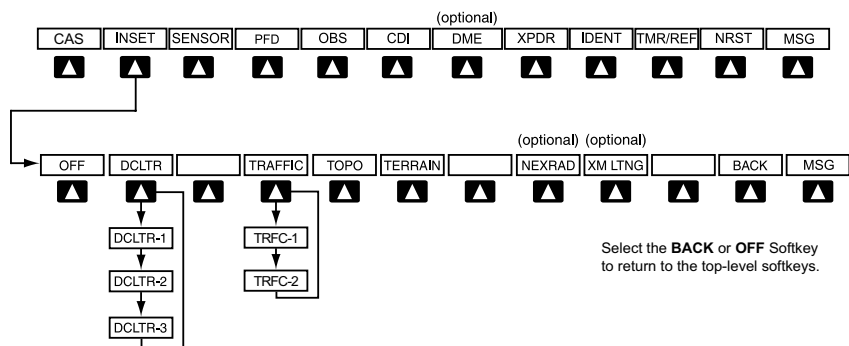 (optional)
CAS INSET SENSOR PFD OBS CDI DME XPDR IDENT TMR/REF NRST MSG
(optional) (optional)
OFF DCLTR TRAFFIC TOPO TERRAIN NEXRAD XM LTNG BACK MSG
DCLTR-1 TRFC-1
DCLTR-2 TRFC-2
DCLTR-3
Select the BACK or OFF Softkey
to return to the top-level softkeys.